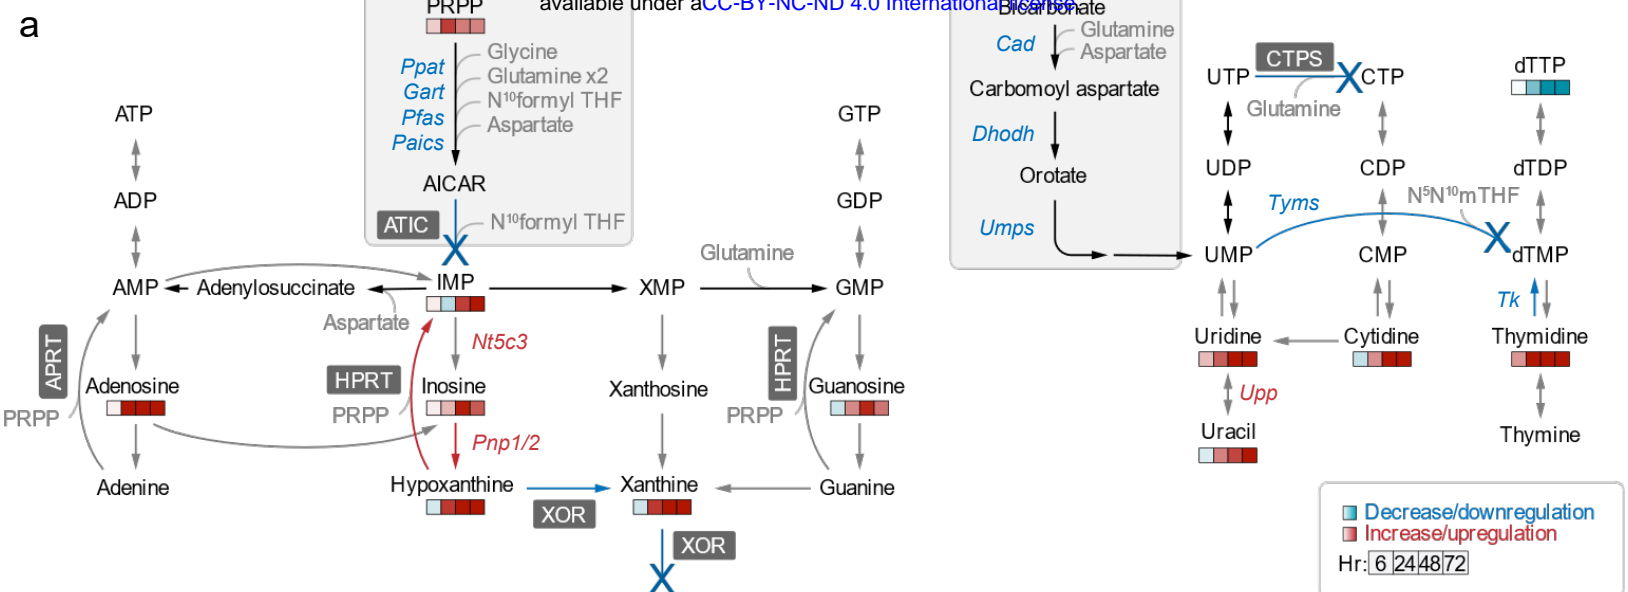 a
available under aCC-BY-NC-ND 4.0 International license.
PRPP
Ppat
Gart
Pfas
Paics
Glycine
Glutamine x2
N¹⁰formyl THF
Aspartate
AICAR
ATIC
N¹⁰formyl THF
ATP
ADP
AMP
Adenylosuccinate
IMP
Aspartate
XMP
Glutamine
GTP
GDP
GMP
APRT
PRPP
Adenosine
Adenine
HPRT
PRPP
Nt5c3
Inosine
Pnp1/2
Hypoxanthine
XOR
Xanthosine
Xanthine
XOR
HPRT
PRPP
Guanosine
Guanine
Bicarbonate
Cad
Glutamine
Aspartate
Carbomoyl aspartate
Dhodh
Orotate
Umps
UTP
CTPS
Glutamine
CTP
dTTP
UDP
CDP
dTDP
Tyms
N⁵N¹⁰mTHF
UMP
CMP
dTMP
Tk
Uridine
Cytidine
Thymidine
Upp
Uracil
Thymine
Decrease/downregulation
Increase/upregulation
Hr: 6 24 48 72